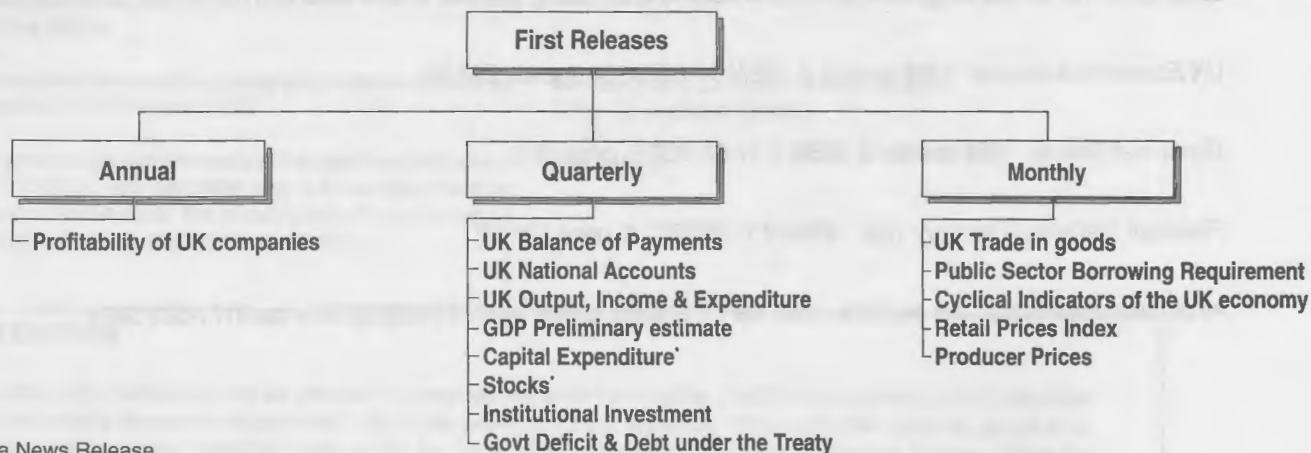 First Releases
Annual
Profitability of UK companies
Quarterly
UK Balance of Payments
UK National Accounts
UK Output, Income & Expenditure
GDP Preliminary estimate
Capital Expenditure*
Stocks*
Institutional Investment
Govt Deficit & Debt under the Treaty
Monthly
UK Trade in goods
Public Sector Borrowing Requirement
Cyclical Indicators of the UK economy
Retail Prices Index
Producer Prices
a News Release